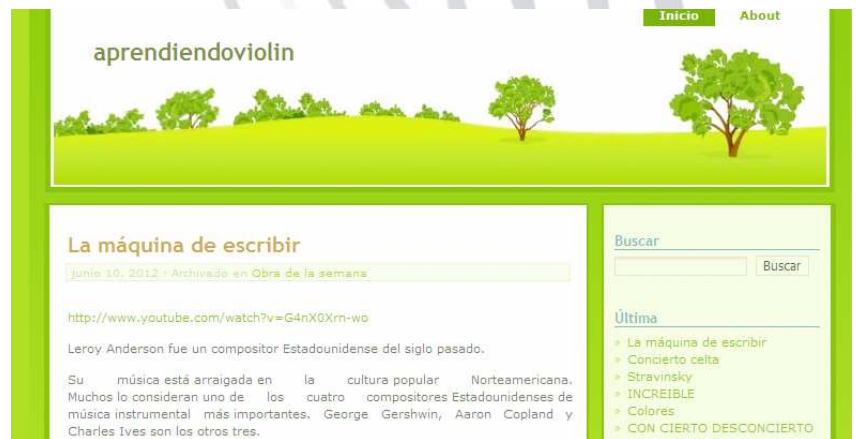 Inicio About
aprendiendoviolin
La máquina de escribir
junio 10, 2012 · Archivado en Obra de la semana
http://www.youtube.com/watch?v=G4nX0Xrn-wo
Leroy Anderson fue un compositor Estadounidense del siglo pasado.
Su música está arraigada en la cultura popular Norteamericana.
Muchos lo consideran uno de los cuatro compositores Estadounidenses de
música instrumental más importantes. George Gershwin, Aaron Copland y
Charles Ives son los otros tres.
Buscar
Buscar
Última
» La máquina de escribir
» Concierto celta
» Stravinsky
» INCREIBLE
» Colores
» CON CIERTO DESCONCIERTO